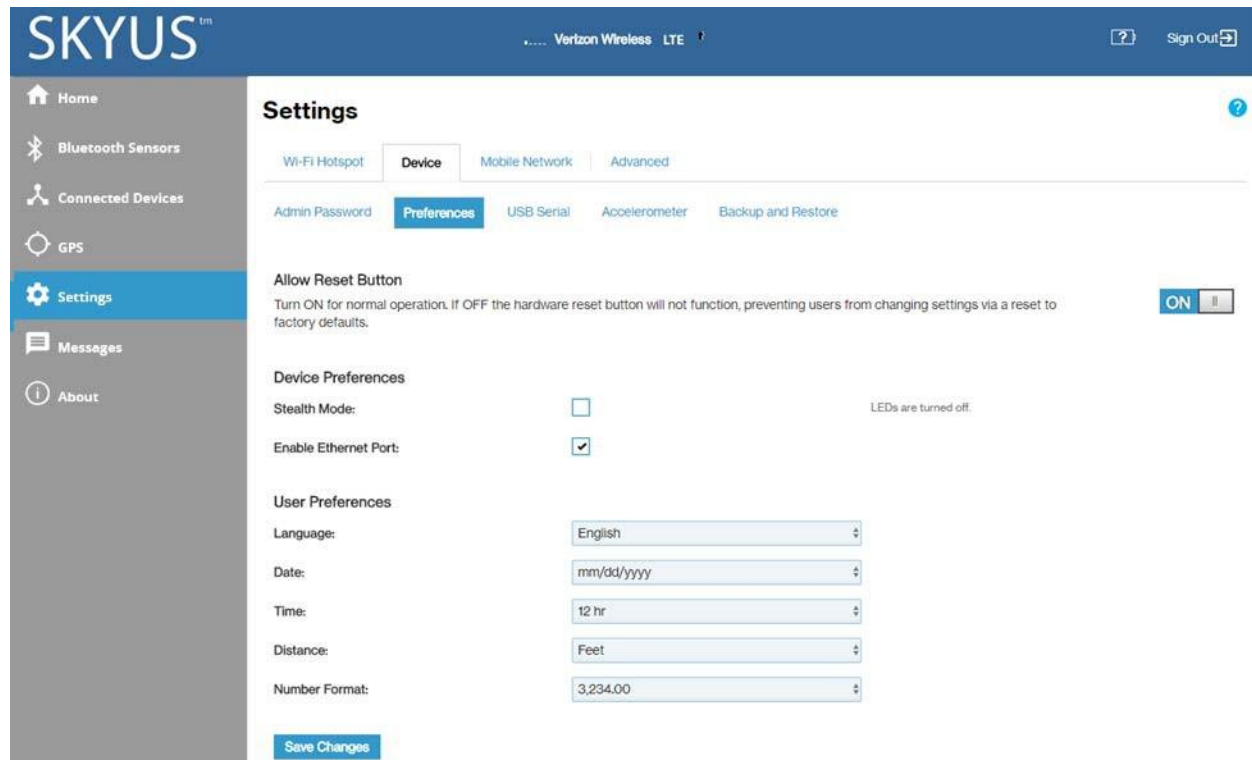 SKYUS™
..... Verizon Wireless LTE
?
Sign Out
Home
Bluetooth Sensors
Connected Devices
GPS
Settings
Messages
About
Settings
?
Wi-Fi Hotspot
Device
Mobile Network
Advanced
Admin Password
Preferences
USB Serial
Accelerometer
Backup and Restore
Allow Reset Button
Turn ON for normal operation. If OFF the hardware reset button will not function, preventing users from changing settings via a reset to
factory defaults.
ON
Device Preferences
Stealth Mode:
LEDs are turned off.
Enable Ethernet Port:
User Preferences
Language:
English
Date:
mm/dd/yyyy
Time:
12 hr
Distance:
Feet
Number Format:
3,234.00
Save Changes